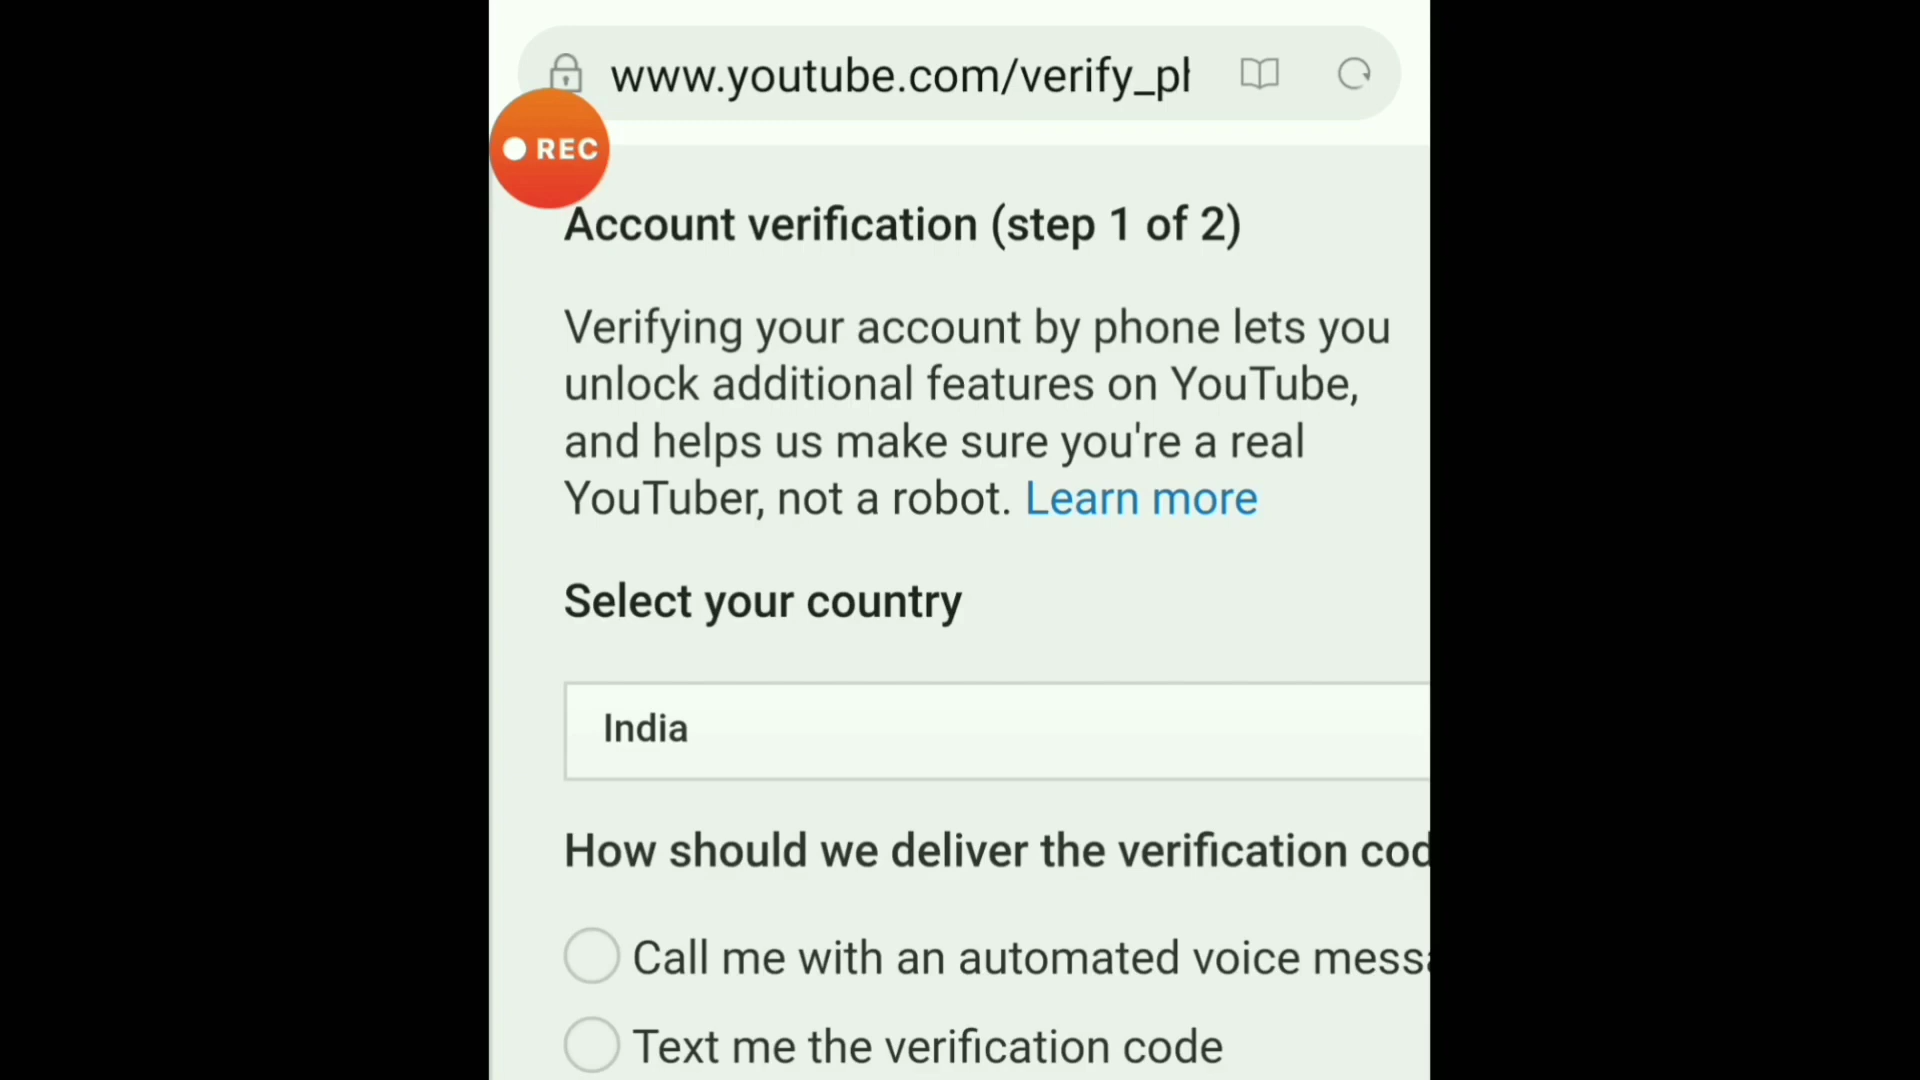 www.youtube.com/verify_p
REC
Account verification (step 1 of 2)
Verifying your account by phone lets you
unlock additional features on YouTube,
and helps us make sure you're a real
YouTuber, not a robot. Learn more
Select your country
India
How should we deliver the verification cod
Call me with an automated voice messa
Text me the verification code